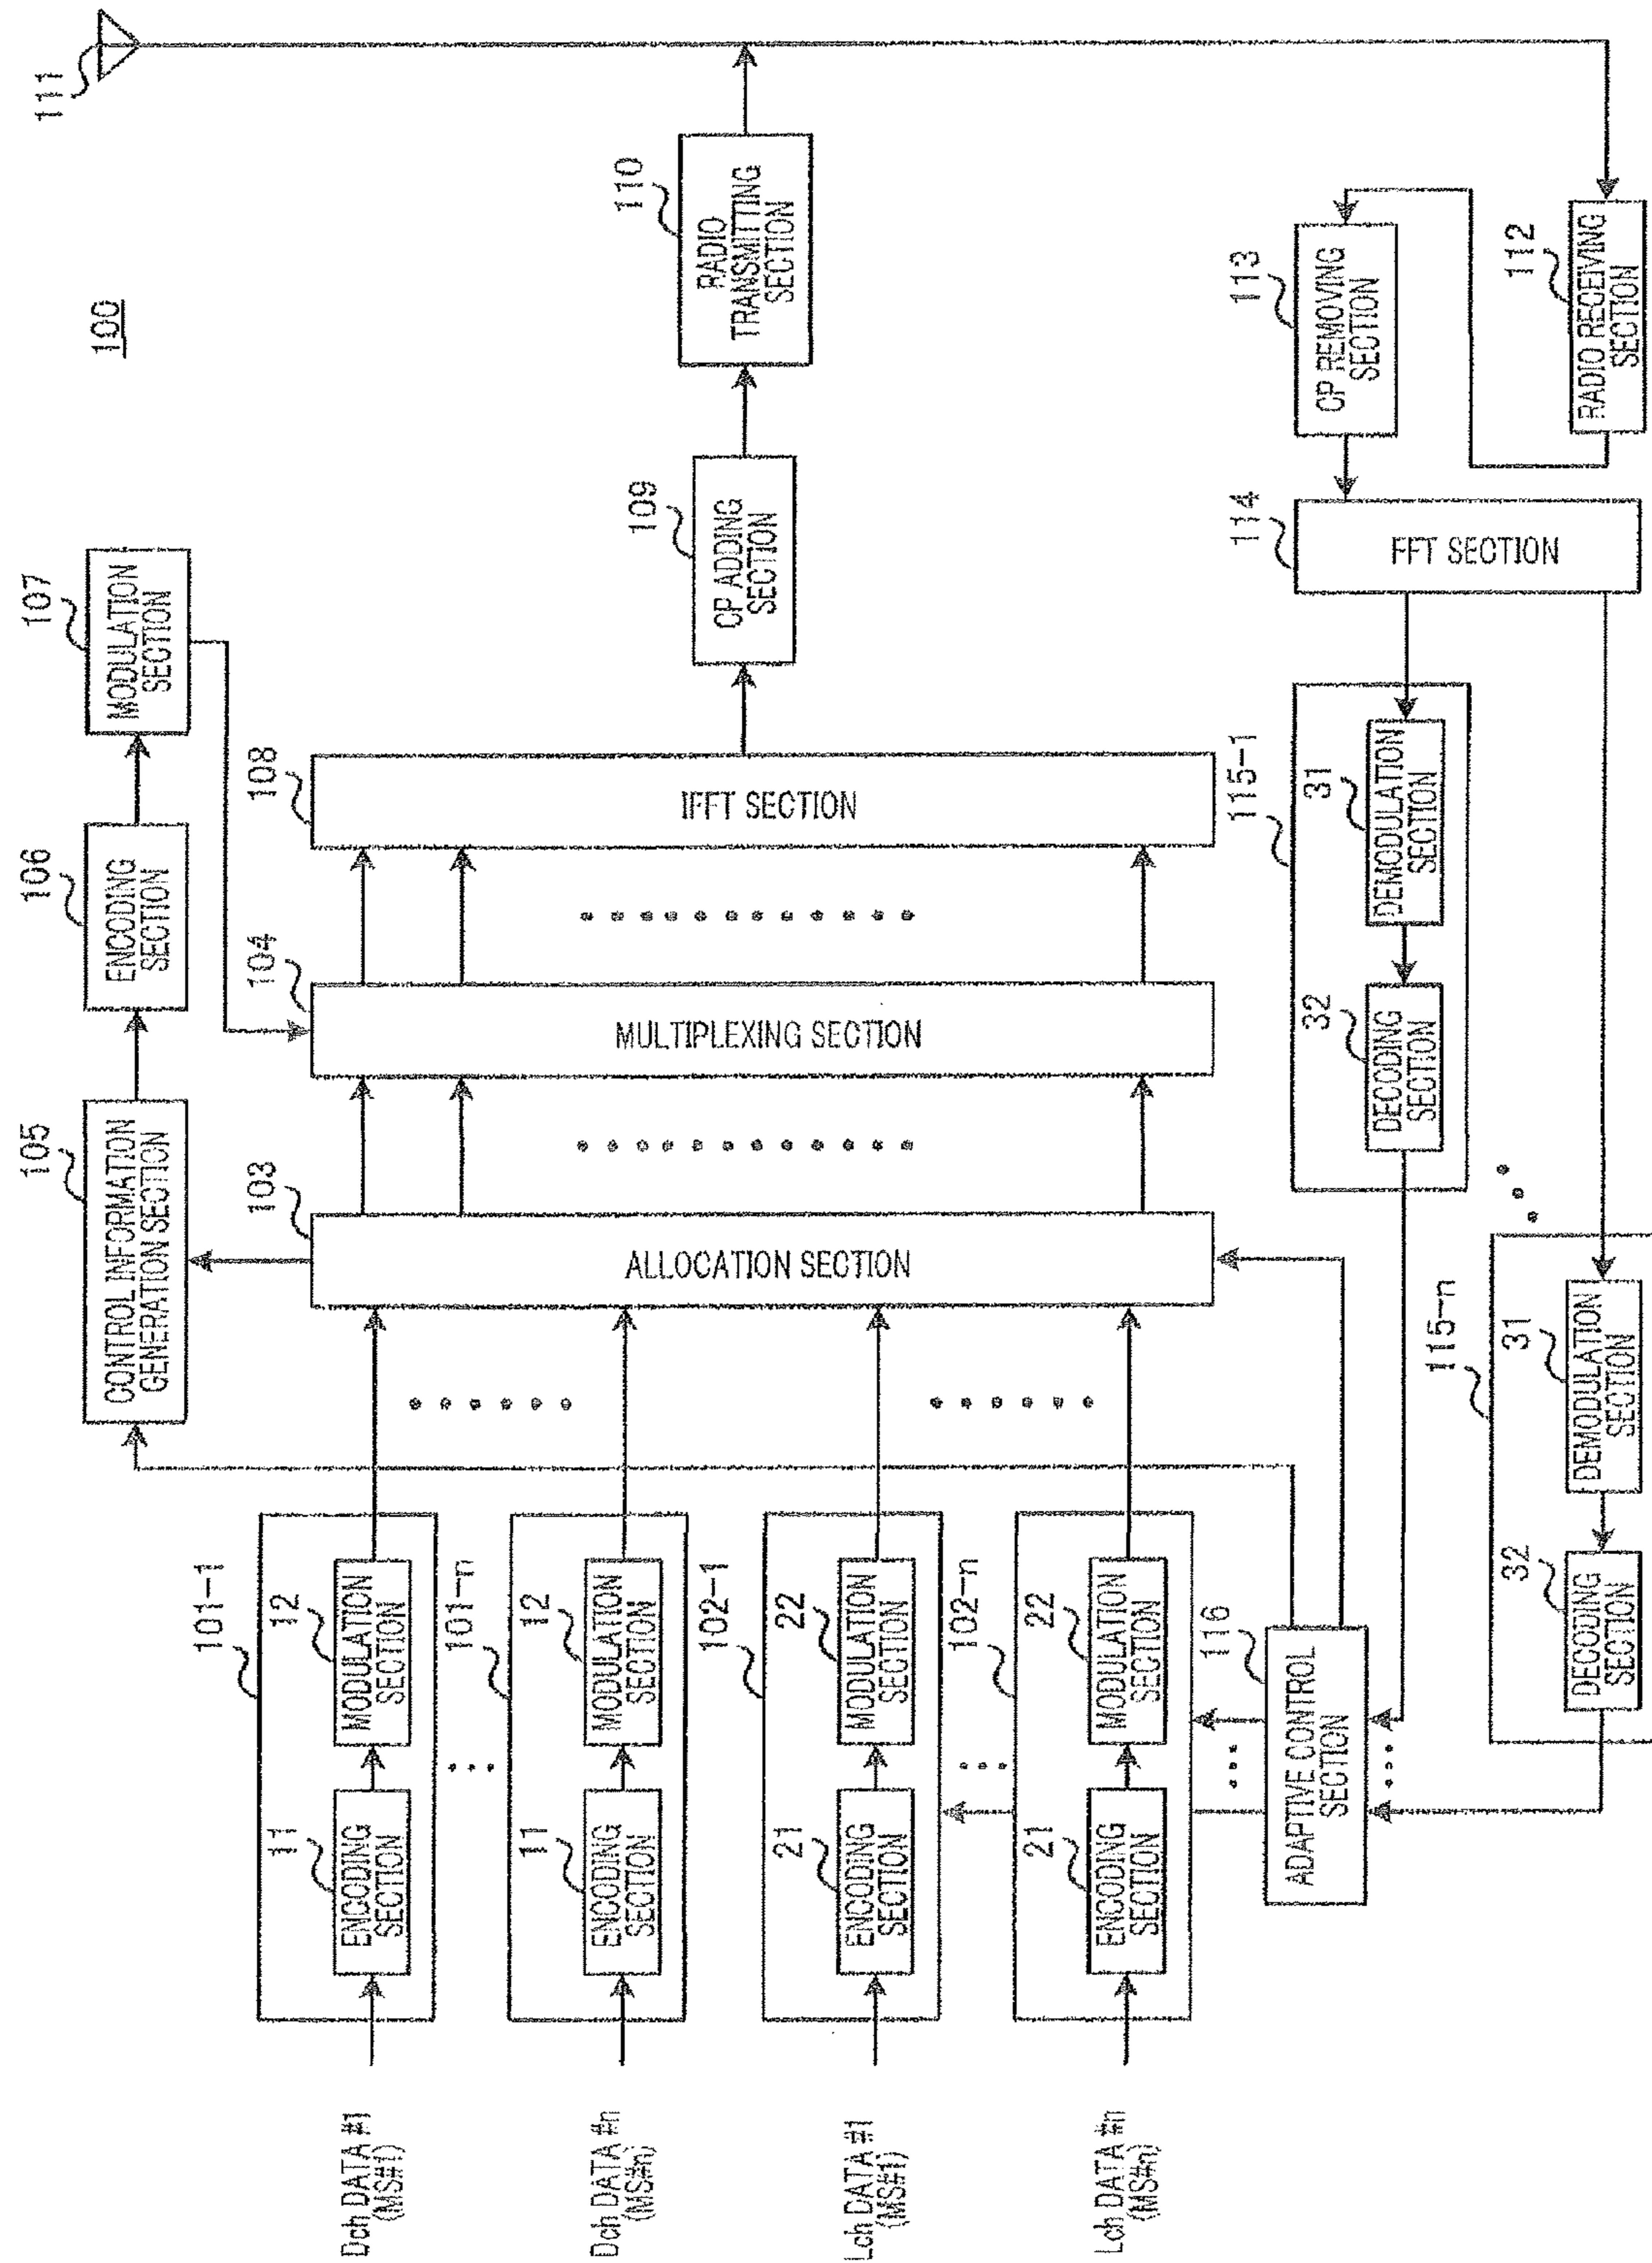 100
111
107
MODULATION
SECTION
106
ENCODING
SECTION
105
CONTROL INFORMATION
GENERATION SECTION
110
RADIO
TRANSMITTING
SECTION
109
CP ADDING
SECTION
108
IFFT SECTION
104
MULTIPLEXING SECTION
103
ALLOCATION SECTION
101-1
12
MODULATION
SECTION
11
ENCODING
SECTION
Dch DATA #1
(MS#1)
101-n
12
MODULATION
SECTION
11
ENCODING
SECTION
Dch DATA #n
(MS#n)
102-1
22
MODULATION
SECTION
21
ENCODING
SECTION
Lch DATA #1
(MS#1)
102-n
22
MODULATION
SECTION
21
ENCODING
SECTION
Lch DATA #n
(MS#n)
116
ADAPTIVE CONTROL
SECTION
113
CP REMOVING
SECTION
112
RADIO RECEIVING
SECTION
114
FFT SECTION
115-1
31
DEMODULATION
SECTION
32
DECODING
SECTION
115-n
31
DEMODULATION
SECTION
32
DECODING
SECTION